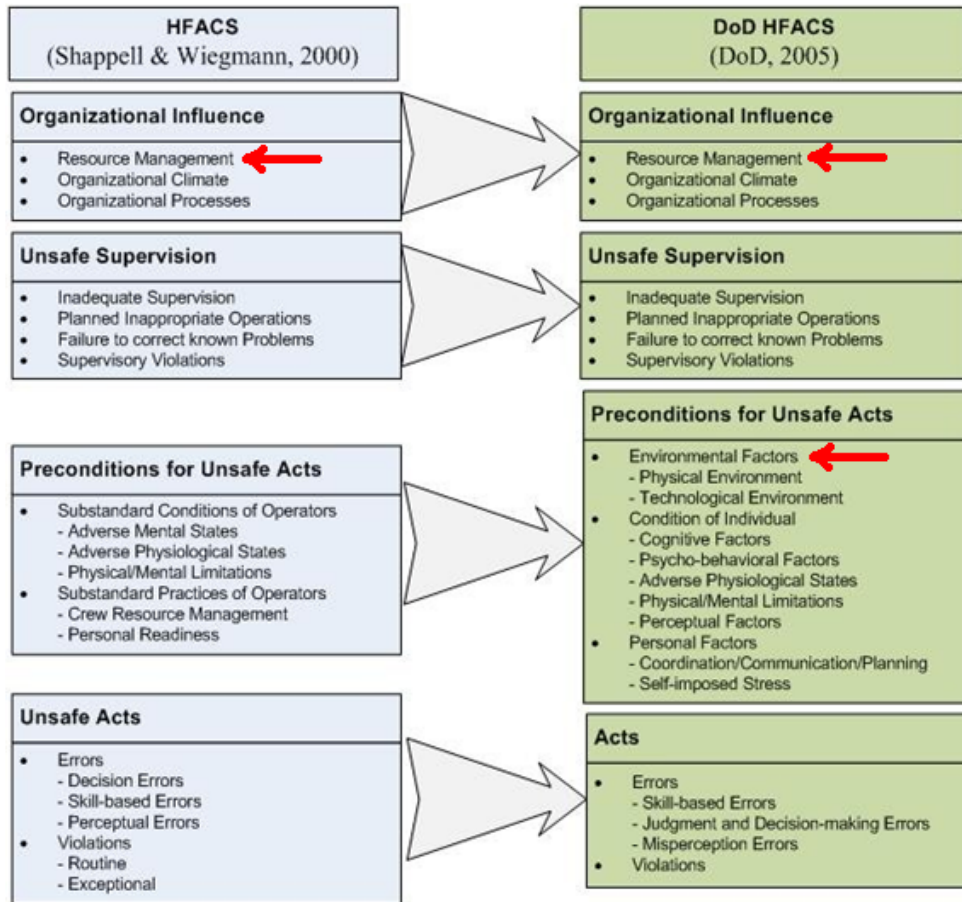 HFACS
(Shappell & Wiegmann, 2000)
Organizational Influence
• Resource Management
• Organizational Climate
• Organizational Processes
Unsafe Supervision
• Inadequate Supervision
• Planned Inappropriate Operations
• Failure to correct known Problems
• Supervisory Violations
Preconditions for Unsafe Acts
• Substandard Conditions of Operators
- Adverse Mental States
- Adverse Physiological States
- Physical/Mental Limitations
• Substandard Practices of Operators
- Crew Resource Management
- Personal Readiness
Unsafe Acts
• Errors
- Decision Errors
- Skill-based Errors
- Perceptual Errors
• Violations
- Routine
- Exceptional
DoD HFACS
(DoD, 2005)
Organizational Influence
• Resource Management
• Organizational Climate
• Organizational Processes
Unsafe Supervision
• Inadequate Supervision
• Planned Inappropriate Operations
• Failure to correct known Problems
• Supervisory Violations
Preconditions for Unsafe Acts
• Environmental Factors
- Physical Environment
- Technological Environment
• Condition of Individual
- Cognitive Factors
- Psycho-behavioral Factors
- Adverse Physiological States
- Physical/Mental Limitations
- Perceptual Factors
• Personal Factors
- Coordination/Communication/Planning
- Self-imposed Stress
Acts
• Errors
- Skill-based Errors
- Judgment and Decision-making Errors
- Misperception Errors
• Violations